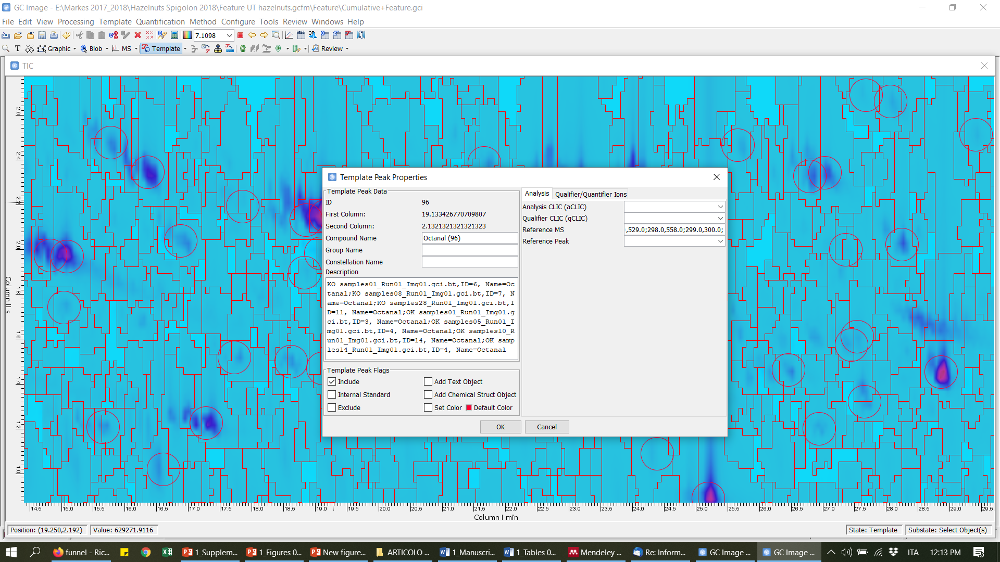 GC Image - E:\Markes 2017_2018\Hazelnuts Spigolon 2018\Feature UT hazelnuts.gcfm\Feature\Cumulative+Feature.gci
File Edit View Processing Template Quantification Method Configure Tools Review Windows Help
7.1098
T Graphic Blob MS Template Review
TIC
Template Peak Properties
Template Peak Data
ID 96
First Column: 19.133426770709807
Second Column: 2.1321321321321323
Compound Name Octanal (96)
Group Name
Constellation Name
Description
KO samples01_Run01_Img01.gci.bt,ID=6, Name=Oc
tanal;KO samples08_Run01_Img01.gci.bt,ID=7, N
ame=Octanal;KO samples28_Run01_Img01.gci.bt,I
D=11, Name=Octanal;OK samples01_Run01_Img01.g
ci.bt,ID=3, Name=Octanal;OK samples05_Run01_I
mg01.gci.bt,ID=4, Name=Octanal;OK samples10_R
un01_Img01.gci.bt,ID=14, Name=Octanal;OK samp
les14_Run01_Img01.gci.bt,ID=4, Name=Octanal
Template Peak Flags
Include Add Text Object
Internal Standard Add Chemical Struct Object
Exclude Set Color Default Color
Analysis Qualifier/Quantifier Ions
Analysis CLIC (aCLIC)
Qualifier CLIC (qCLIC)
Reference MS ,529.0;298.0,558.0;299.0,300.0;
Reference Peak
OK Cancel
2.6
2.4
2.2
2.0
1.8
1.6
1.4
1.2
1.0
Column II s
14.5 15.0 15.5 16.0 16.5 17.0 17.5 18.0 18.5 19.0 19.5 20.0 20.5 21.0 21.5 22.0 22.5 23.0 23.5 24.0 24.5 25.0 25.5 26.0 26.5 27.0 27.5 28.0 28.5 29.0 29.5
Column I min
Position: (19.250,2.192) Value: 629271.9116 State: Template Substate: Select Object(s)
funnel - Ric... 1_Supplem... 1_Figures 0... New figure... ARTICOLO ... 1_Manuscri... 1_Tables 0... Mendeley ... Re: Inform... GC Image ... GC Image ... ITA 12:13 PM